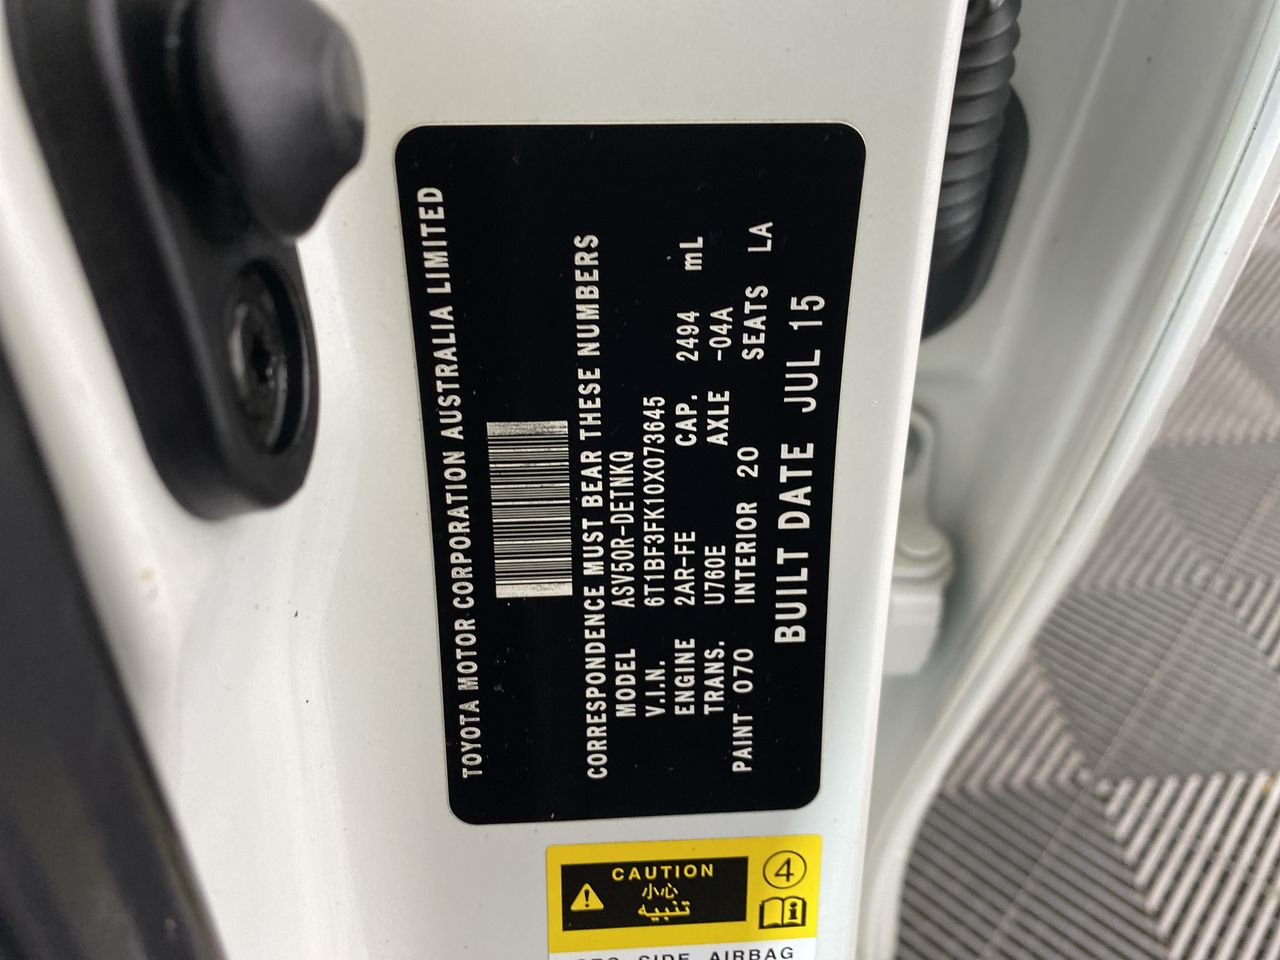 TOYOTA MOTOR CORPORATION AUSTRALIA LIMITED
CORRESPONDENCE MUST BEAR THESE NUMBERS
MODEL ASV50R-DETNKQ
V.I.N. 6T1BF3FK10X073645
ENGINE 2AR-FE CAP. 2494 mL
TRANS. U760E AXLE -04A
PAINT 070 INTERIOR 20 SEATS LA
BUILT DATE JUL 15
CAUTION
小心
تنبيه
4
SIDE AIRBAG